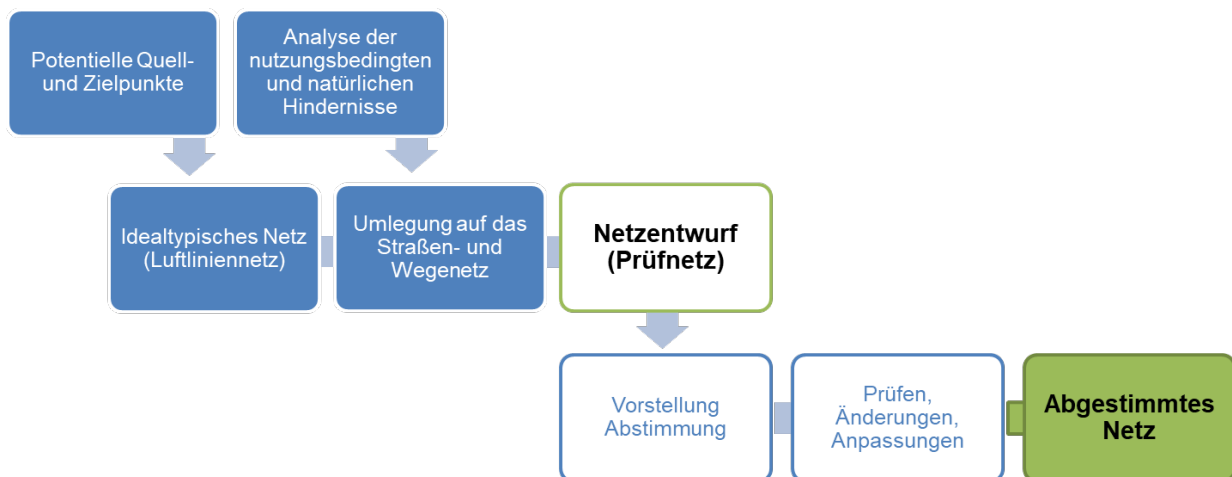 Potentielle Quell-
und Zielpunkte
Analyse der
nutzungsbedingten
und natürlichen
Hindernisse
Idealtypisches Netz
(Luftliniennetz)
Umlegung auf das
Straßen- und
Wegenetz
Netzentwurf
(Prüfnetz)
Vorstellung
Abstimmung
Prüfen,
Änderungen,
Anpassungen
Abgestimmtes
Netz